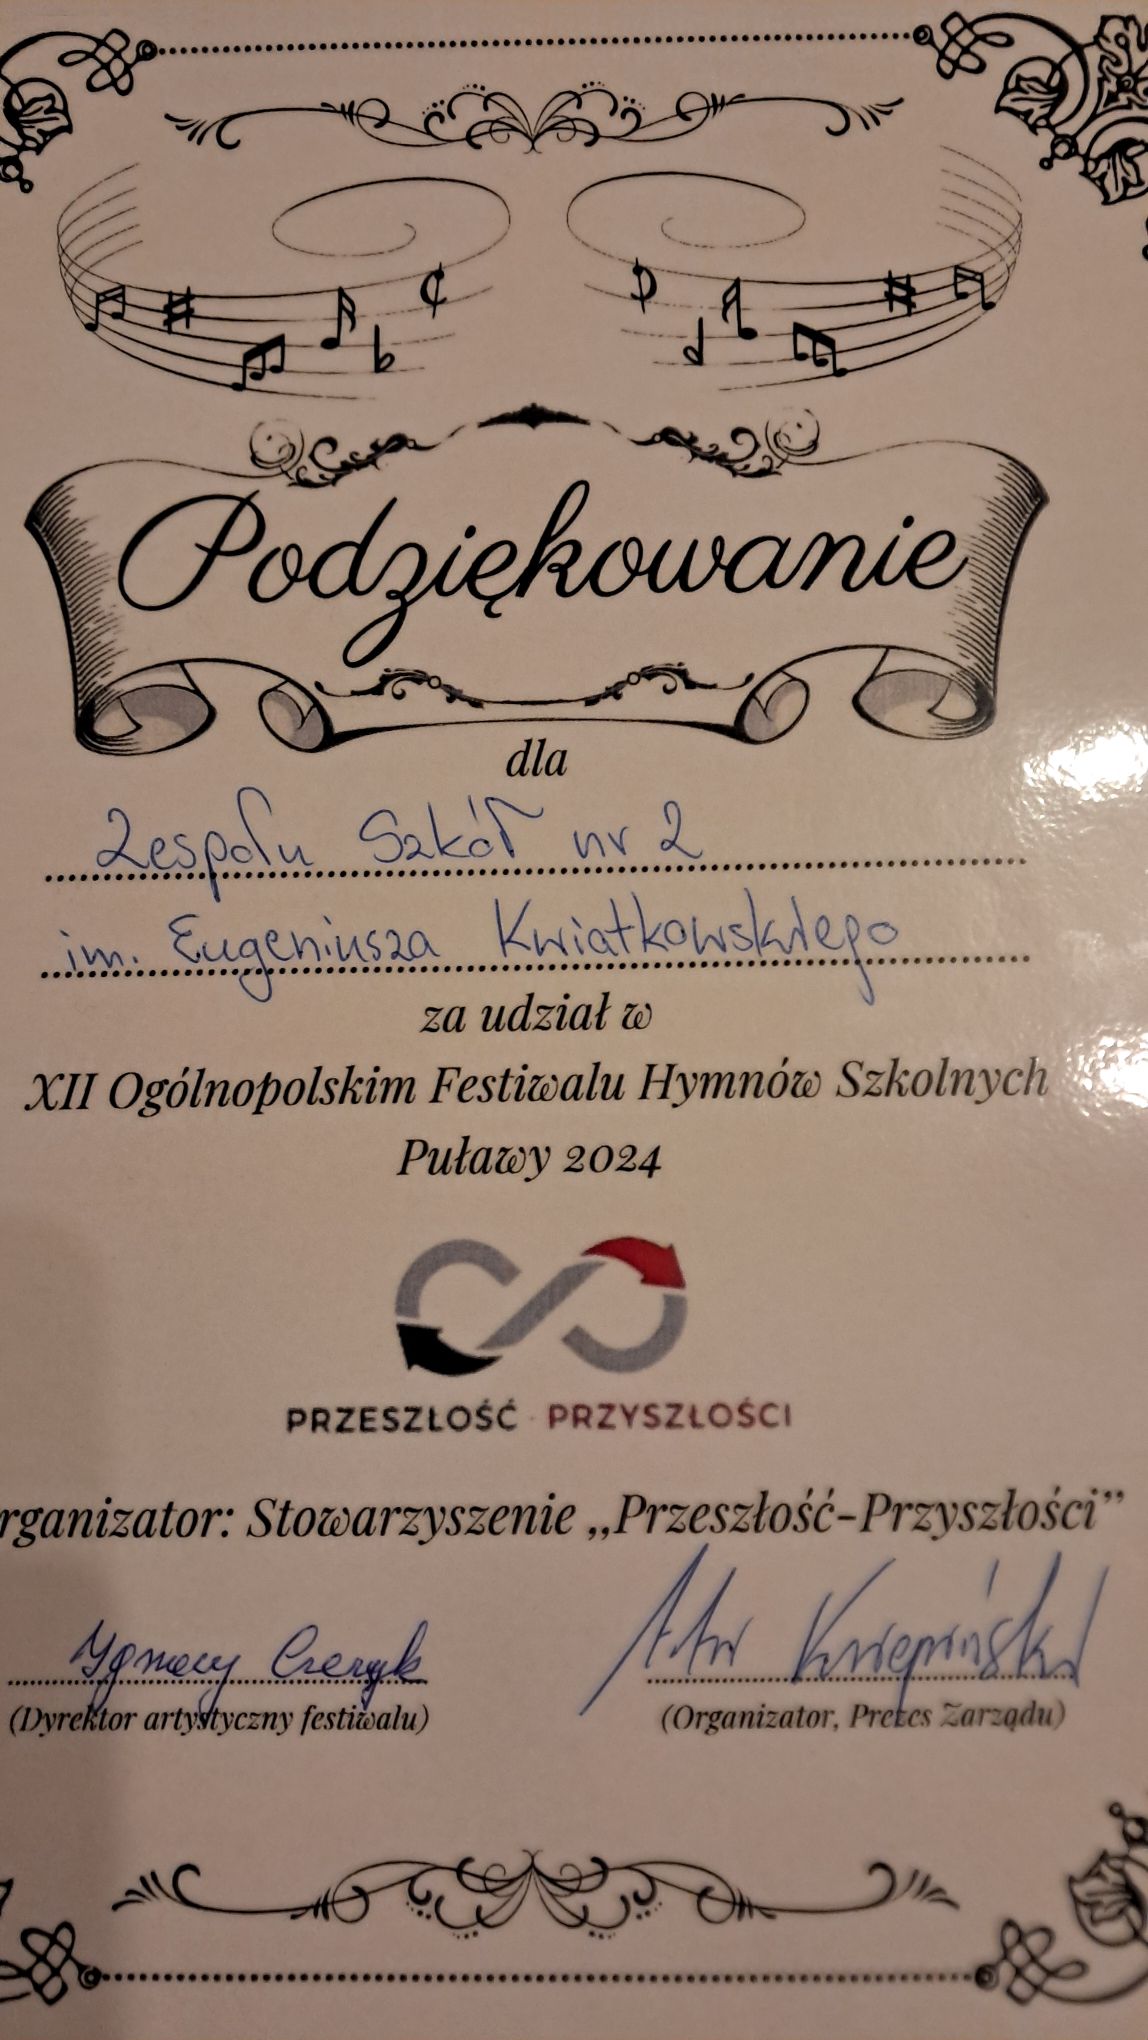 Podziękowanie
dla
Zespołu Szkół nr 2
im. Eugeniusza Kwiatkowskiego
za udział w
XII Ogólnopolskim Festiwalu Hymnów Szkolnych
Puławy 2024
PRZESZŁOŚĆ PRZYSZŁOŚCI
rganizator: Stowarzyszenie „Przeszłość-Przyszłości”
Ignacy
(Dyrektor artystyczny festiwalu)
(Organizator, Prezes Zarządu)